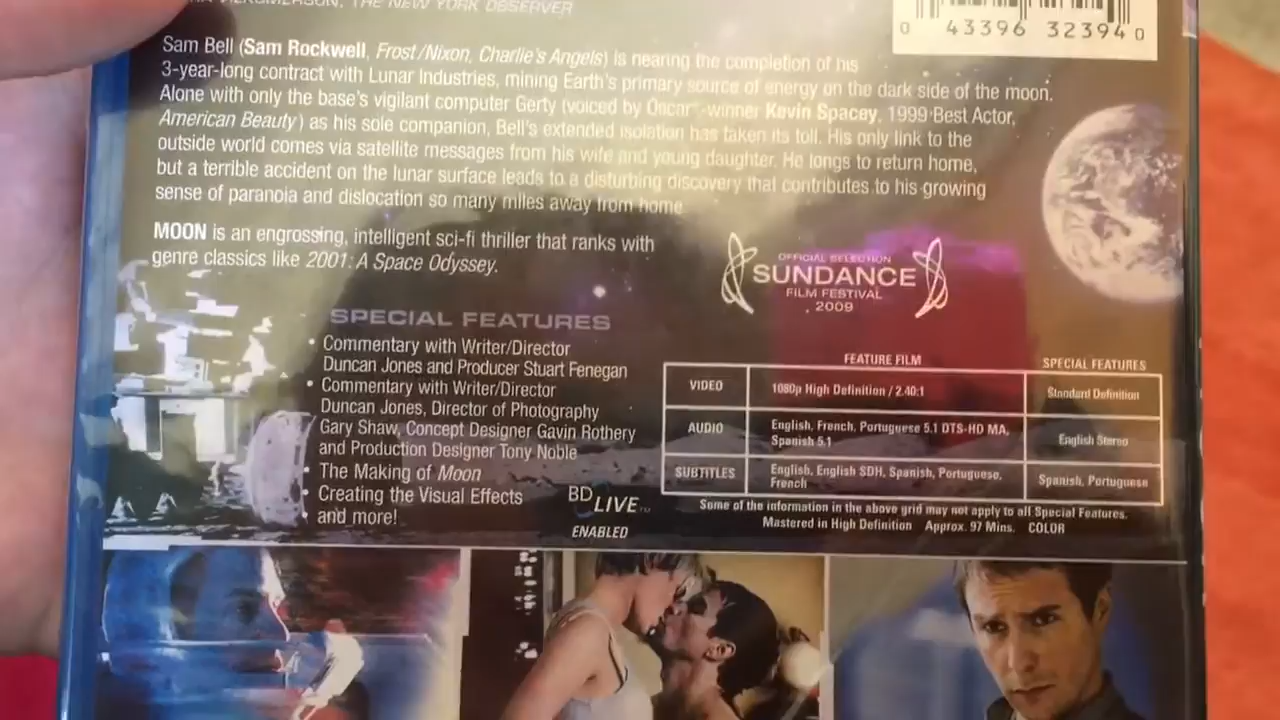 THE NEW YORK OBSERVER
0 43396 32394 0
Sam Bell (Sam Rockwell, Frost/Nixon, Charlie's Angels) is nearing the completion of his
3-year-long contract with Lunar Industries, mining Earth's primary source of energy on the dark side of the moon.
Alone with only the base's vigilant computer Gerty (voiced by Oscar®-winner Kevin Spacey, 1999 Best Actor,
American Beauty) as his sole companion, Bell's extended isolation has taken its toll. His only link to the
outside world comes via satellite messages from his wife and young daughter. He longs to return home,
but a terrible accident on the lunar surface leads to a disturbing discovery that contributes to his growing
sense of paranoia and dislocation so many miles away from home
MOON is an engrossing, intelligent sci-fi thriller that ranks with
genre classics like 2001: A Space Odyssey.
OFFICIAL SELECTION
SUNDANCE
FILM FESTIVAL
2009
SPECIAL FEATURES
• Commentary with Writer/Director
Duncan Jones and Producer Stuart Fenegan
• Commentary with Writer/Director
Duncan Jones, Director of Photography
Gary Shaw, Concept Designer Gavin Rothery
and Production Designer Tony Noble
• The Making of Moon
• Creating the Visual Effects
• and more!
BD LIVE™
ENABLED
FEATURE FILM SPECIAL FEATURES
VIDEO 1080p High Definition / 2.40:1 Standard Definition
AUDIO English, French, Portuguese 5.1 DTS-HD MA,
Spanish 5.1 English Stereo
SUBTITLES English, English SDH, Spanish, Portuguese,
French Spanish, Portuguese
Some of the information in the above grid may not apply to all Special Features.
Mastered in High Definition Approx. 97 Mins. COLOR